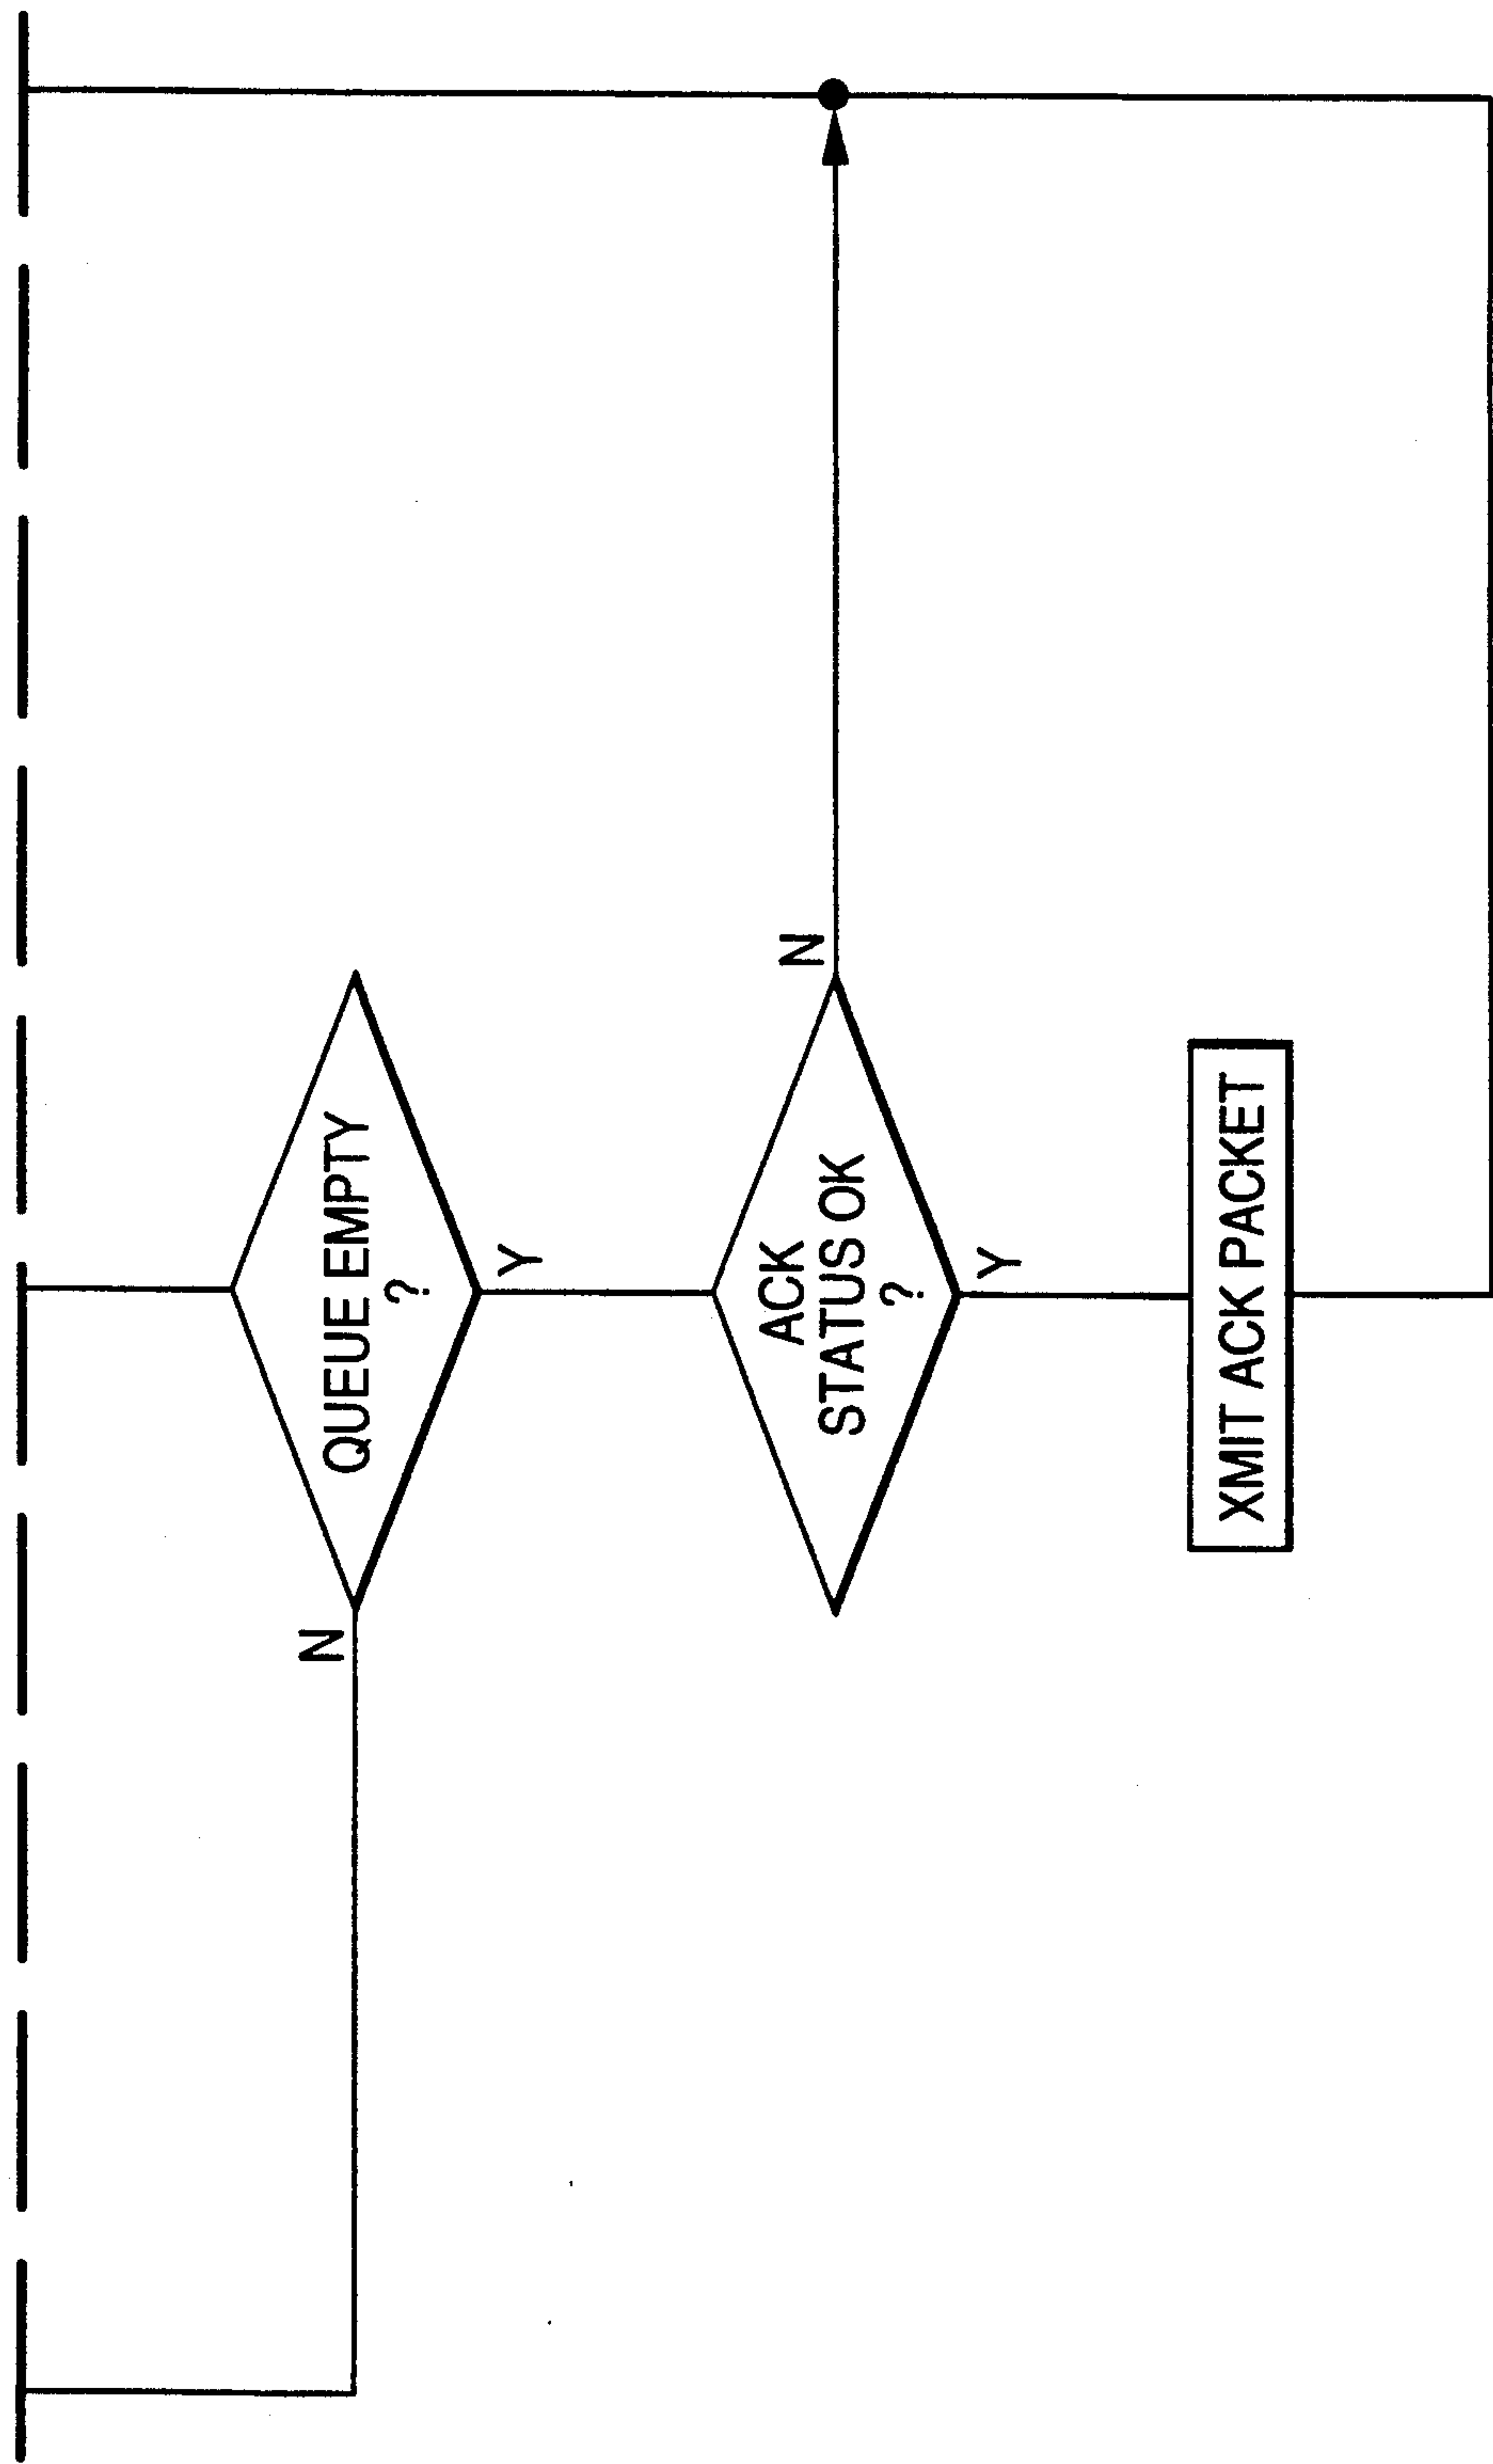 QUEUE EMPTY
?
N
Y
ACK
STATUS OK
?
N
Y
XMIT ACK PACKET